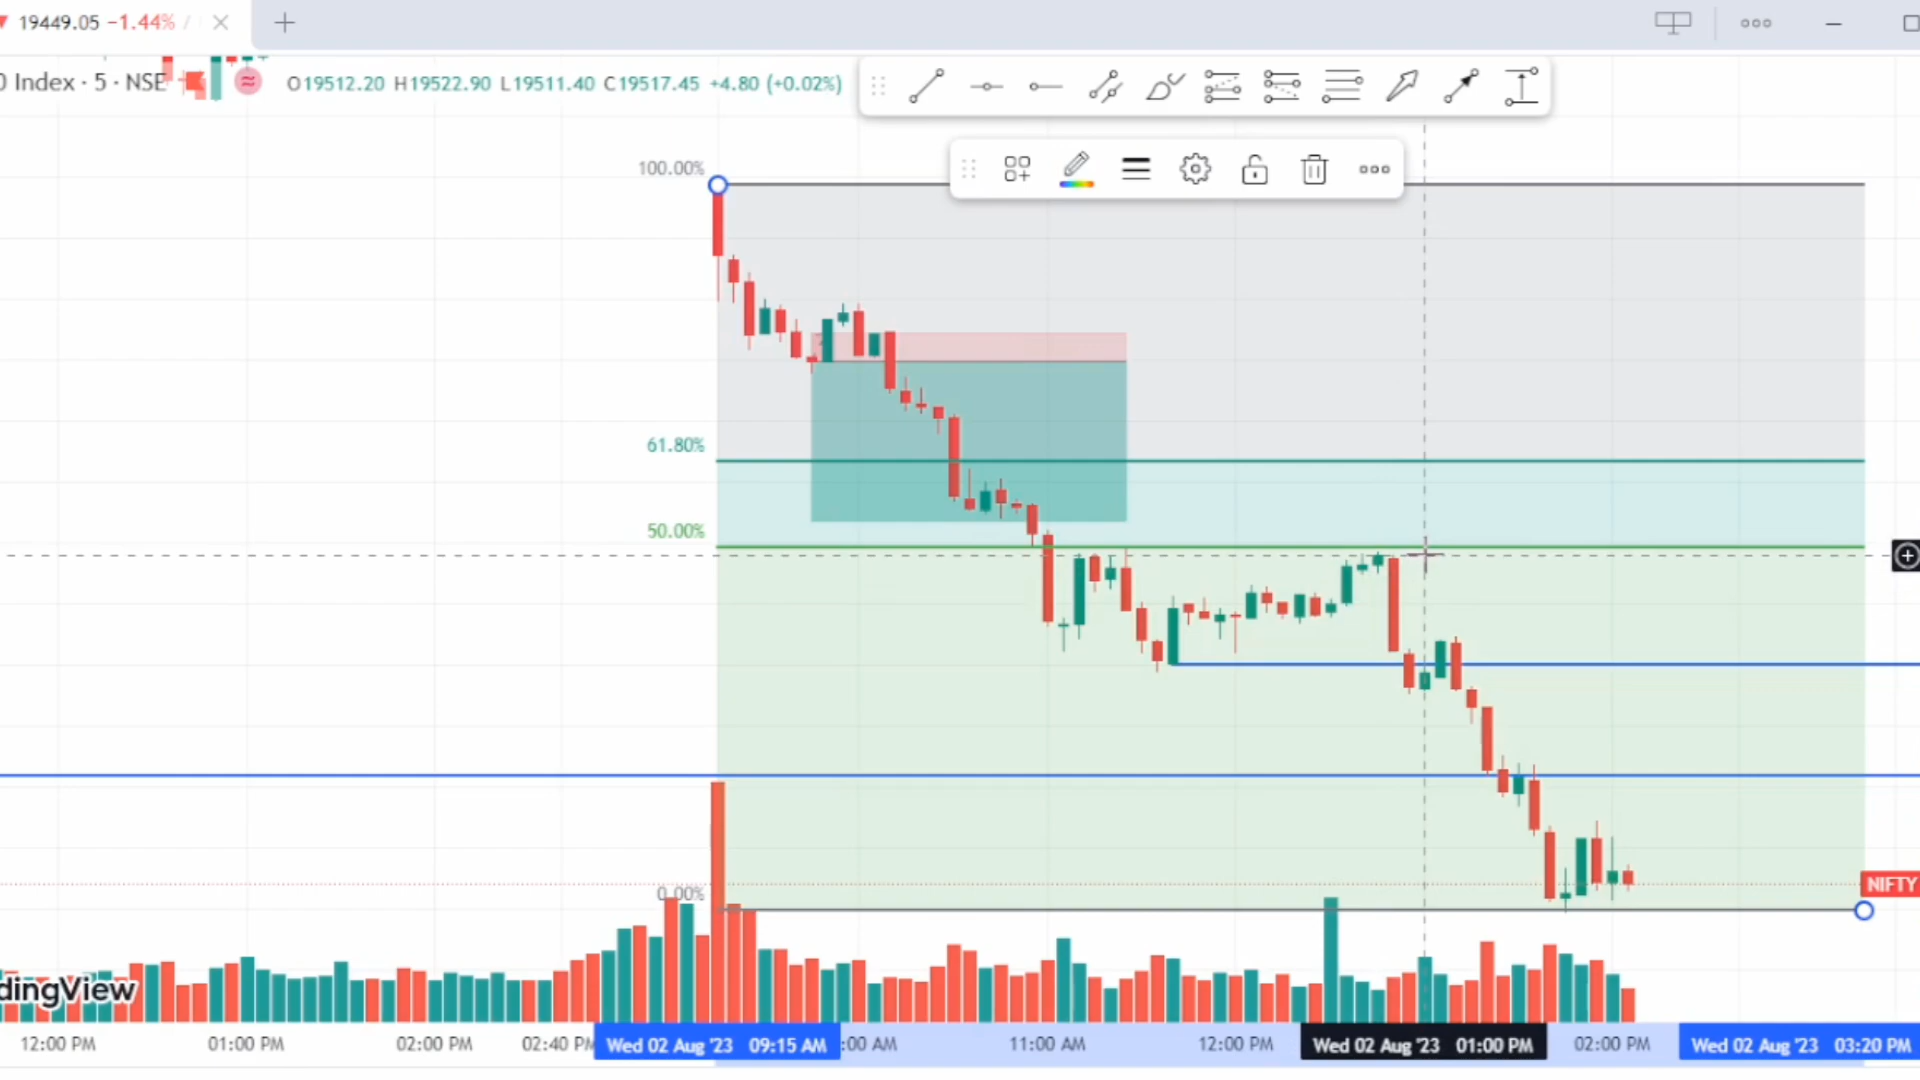 19449.05 −1.44% /
0 Index · 5 · NSE O19512.20 H19522.90 L19511.40 C19517.45 +4.80 (+0.02%)
100.00%
61.80%
50.00%
0.00%
NIFTY
dingView
12:00 PM 01:00 PM 02:00 PM 02:40 PM Wed 02 Aug '23 09:15 AM :00 AM 11:00 AM 12:00 PM Wed 02 Aug '23 01:00 PM 02:00 PM Wed 02 Aug '23 03:20 PM